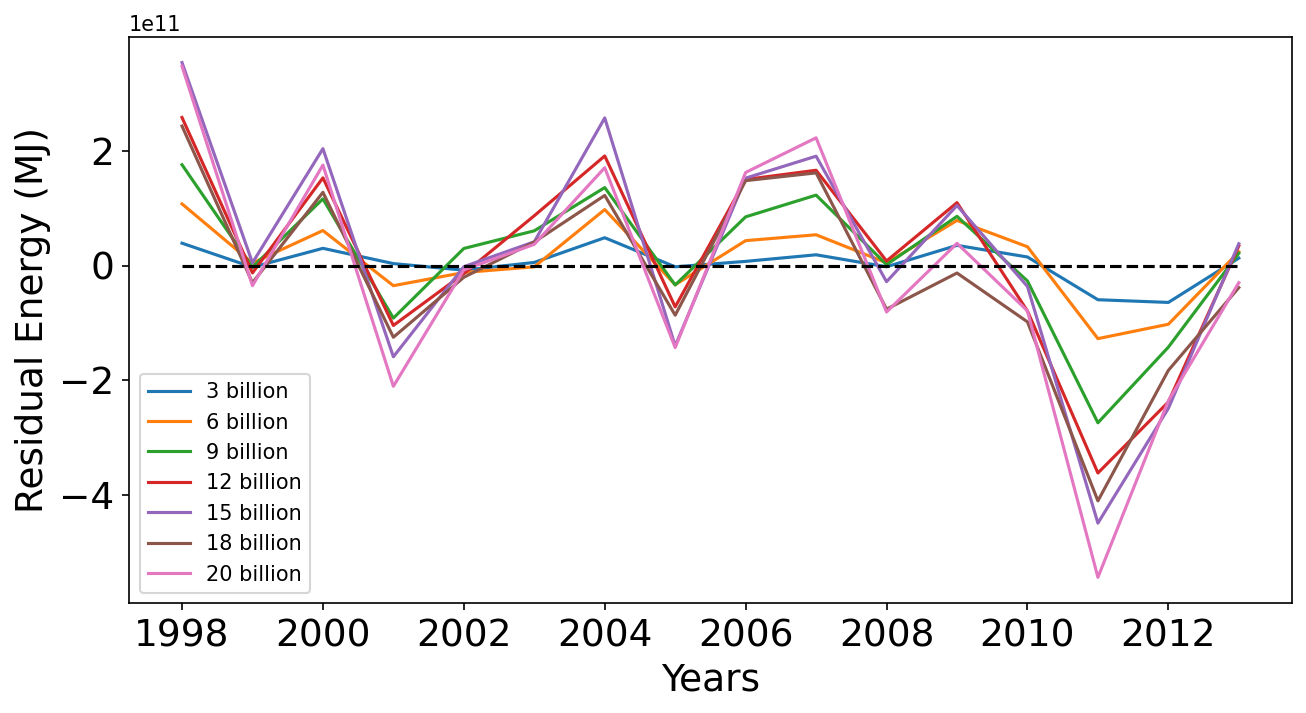 1e11
Residual Energy (MJ)
2
0
−2
−4
3 billion
6 billion
9 billion
12 billion
15 billion
18 billion
20 billion
1998 2000 2002 2004 2006 2008 2010 2012
Years